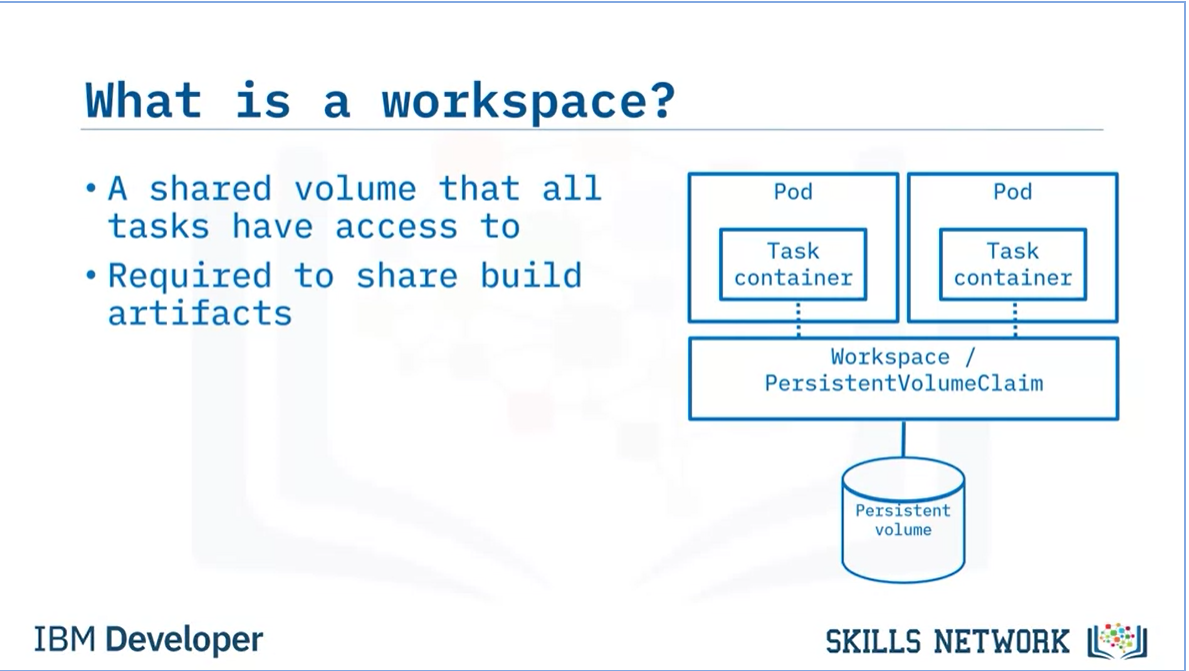 What is a workspace?
• A shared volume that all
tasks have access to
• Required to share build
artifacts
Pod
Task
container
Pod
Task
container
Workspace /
PersistentVolumeClaim
Persistent
volume
IBM Developer
SKILLS NETWORK